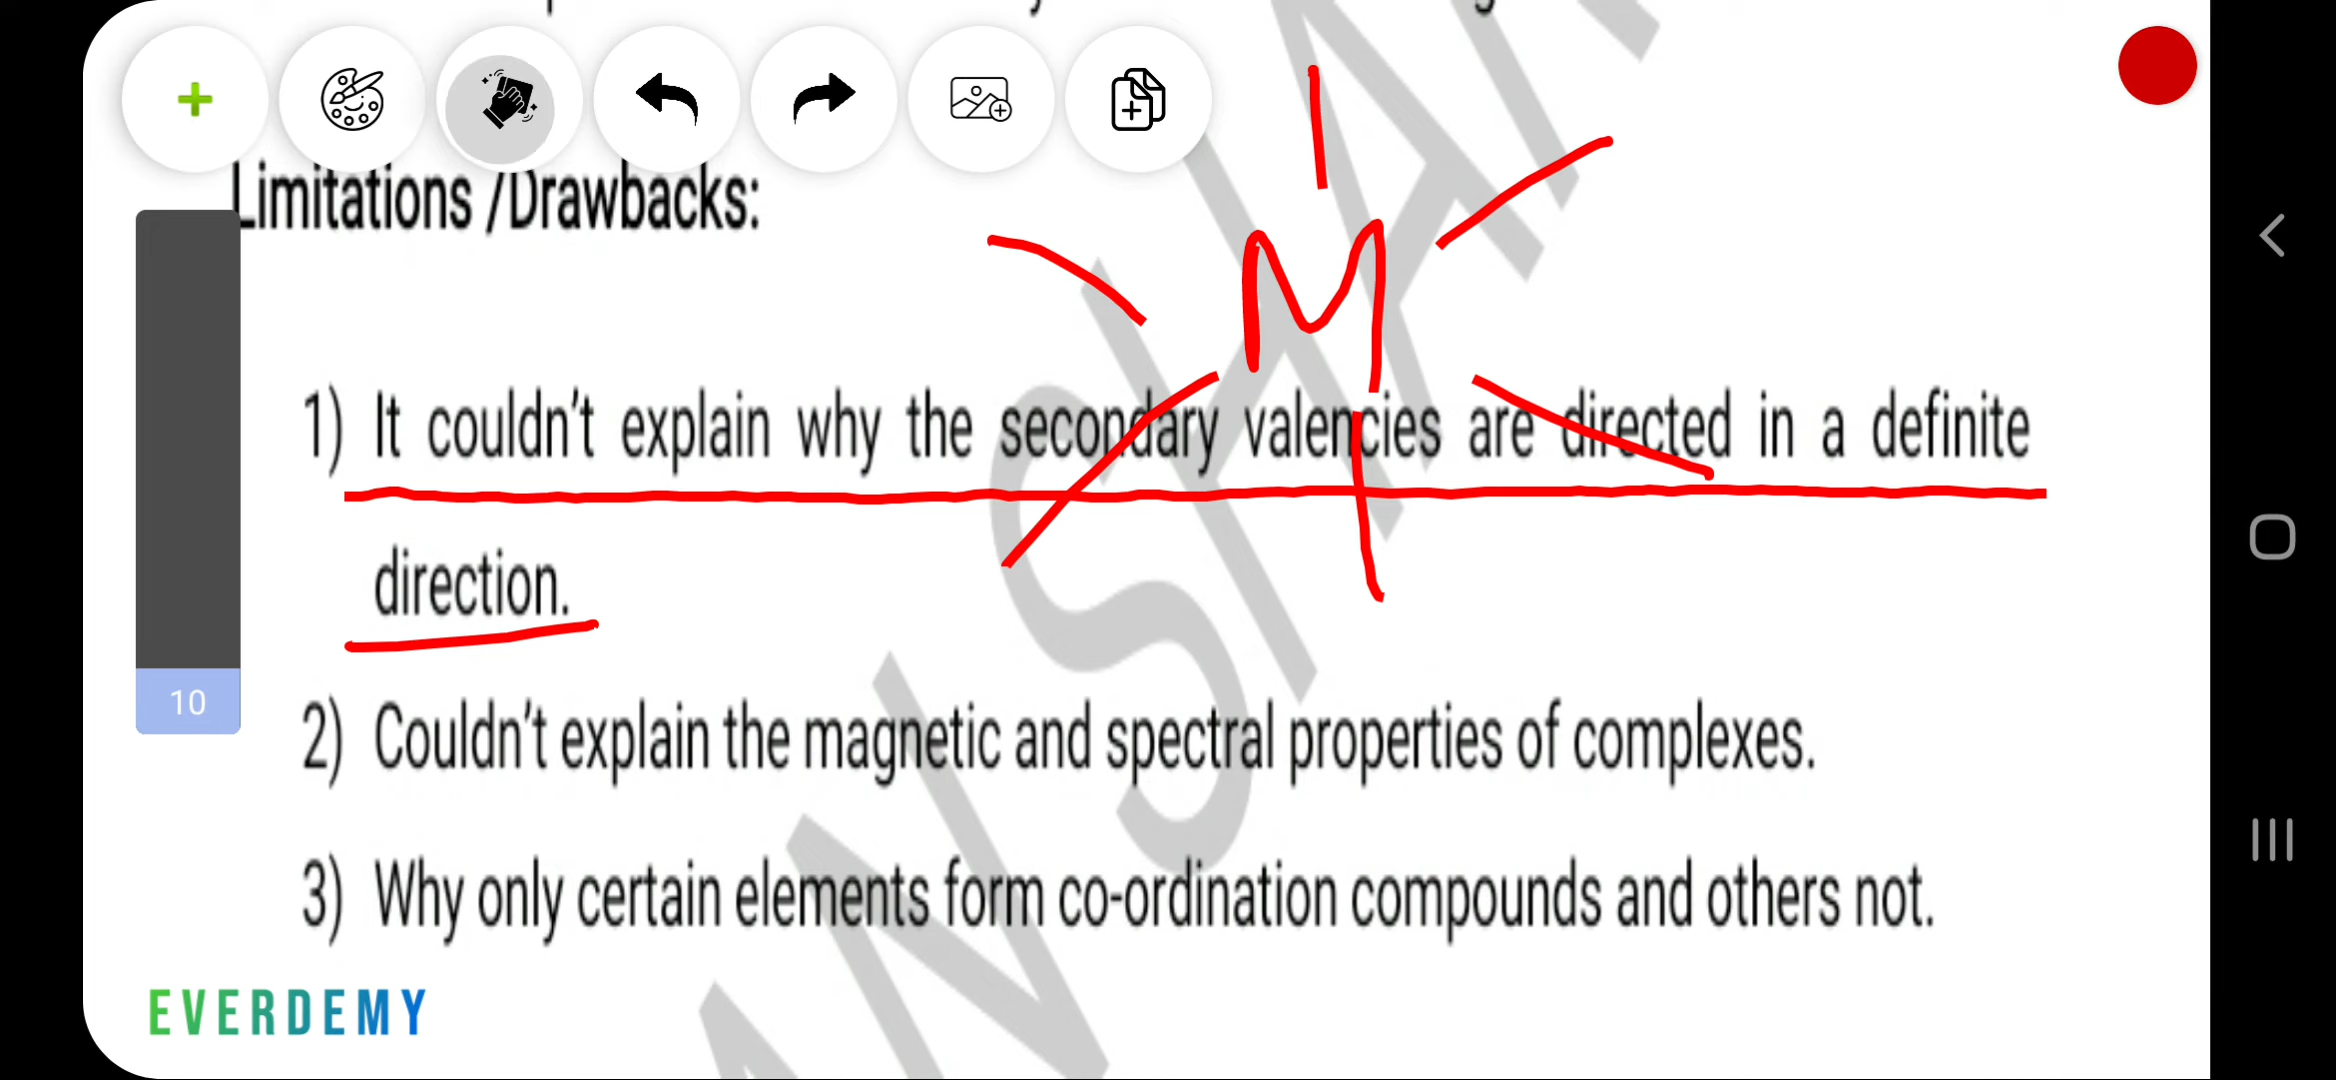 Limitations /Drawbacks:
M
1) It couldn't explain why the secondary valencies are directed in a definite
direction.
10
2) Couldn't explain the magnetic and spectral properties of complexes.
3) Why only certain elements form co-ordination compounds and others not.
EVERDEMY